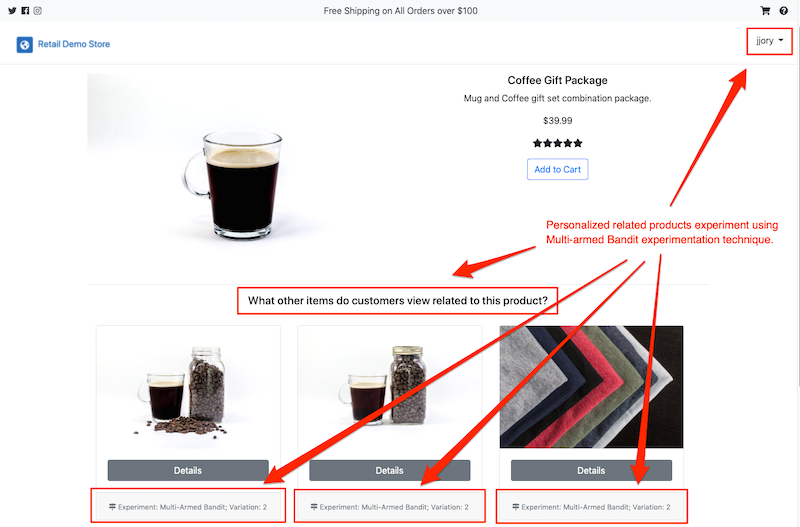 Free Shipping on All Orders over $100
Retail Demo Store
jjory
Coffee Gift Package
Mug and Coffee gift set combination package.
$39.99
Add to Cart
Personalized related products experiment using
Multi-armed Bandit experimentation technique.
What other items do customers view related to this product?
Details
Details
Details
Experiment: Multi-Armed Bandit; Variation: 2
Experiment: Multi-Armed Bandit; Variation: 2
Experiment: Multi-Armed Bandit; Variation: 2